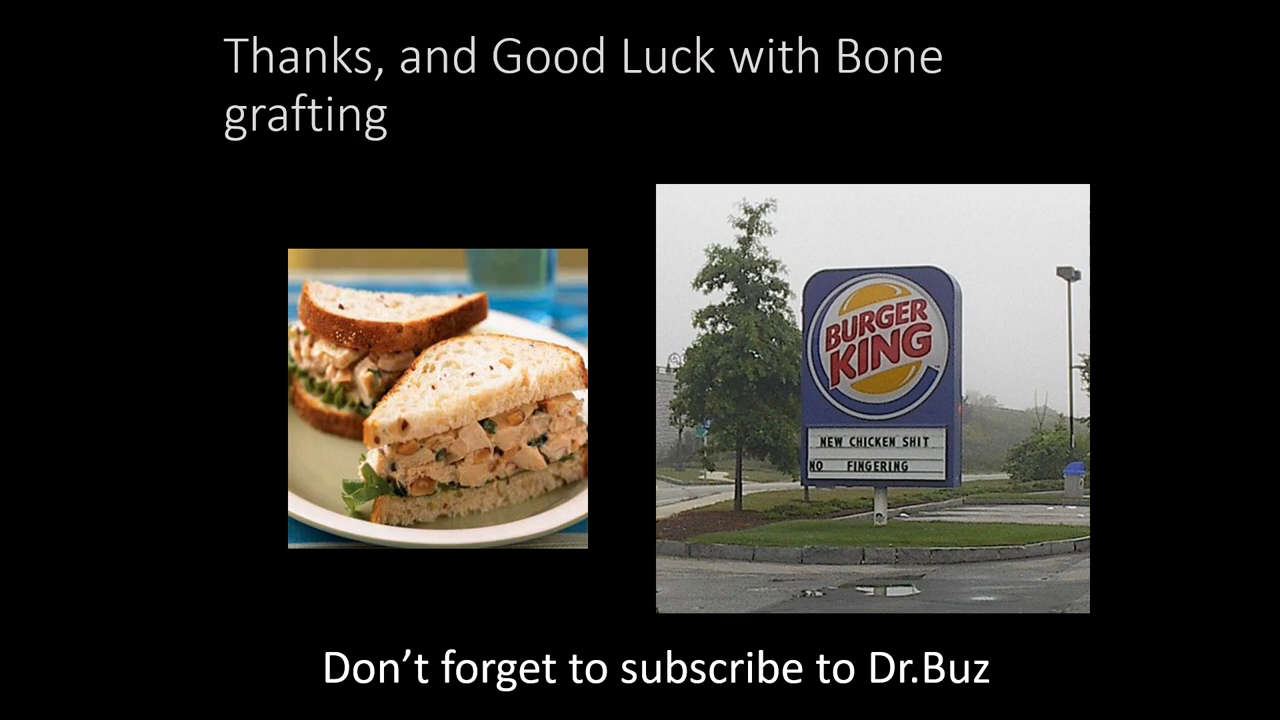 Thanks, and Good Luck with Bone
grafting
BURGER
KING
NEW CHICKEN SHIT
NO FINGERING
Don’t forget to subscribe to Dr.Buz